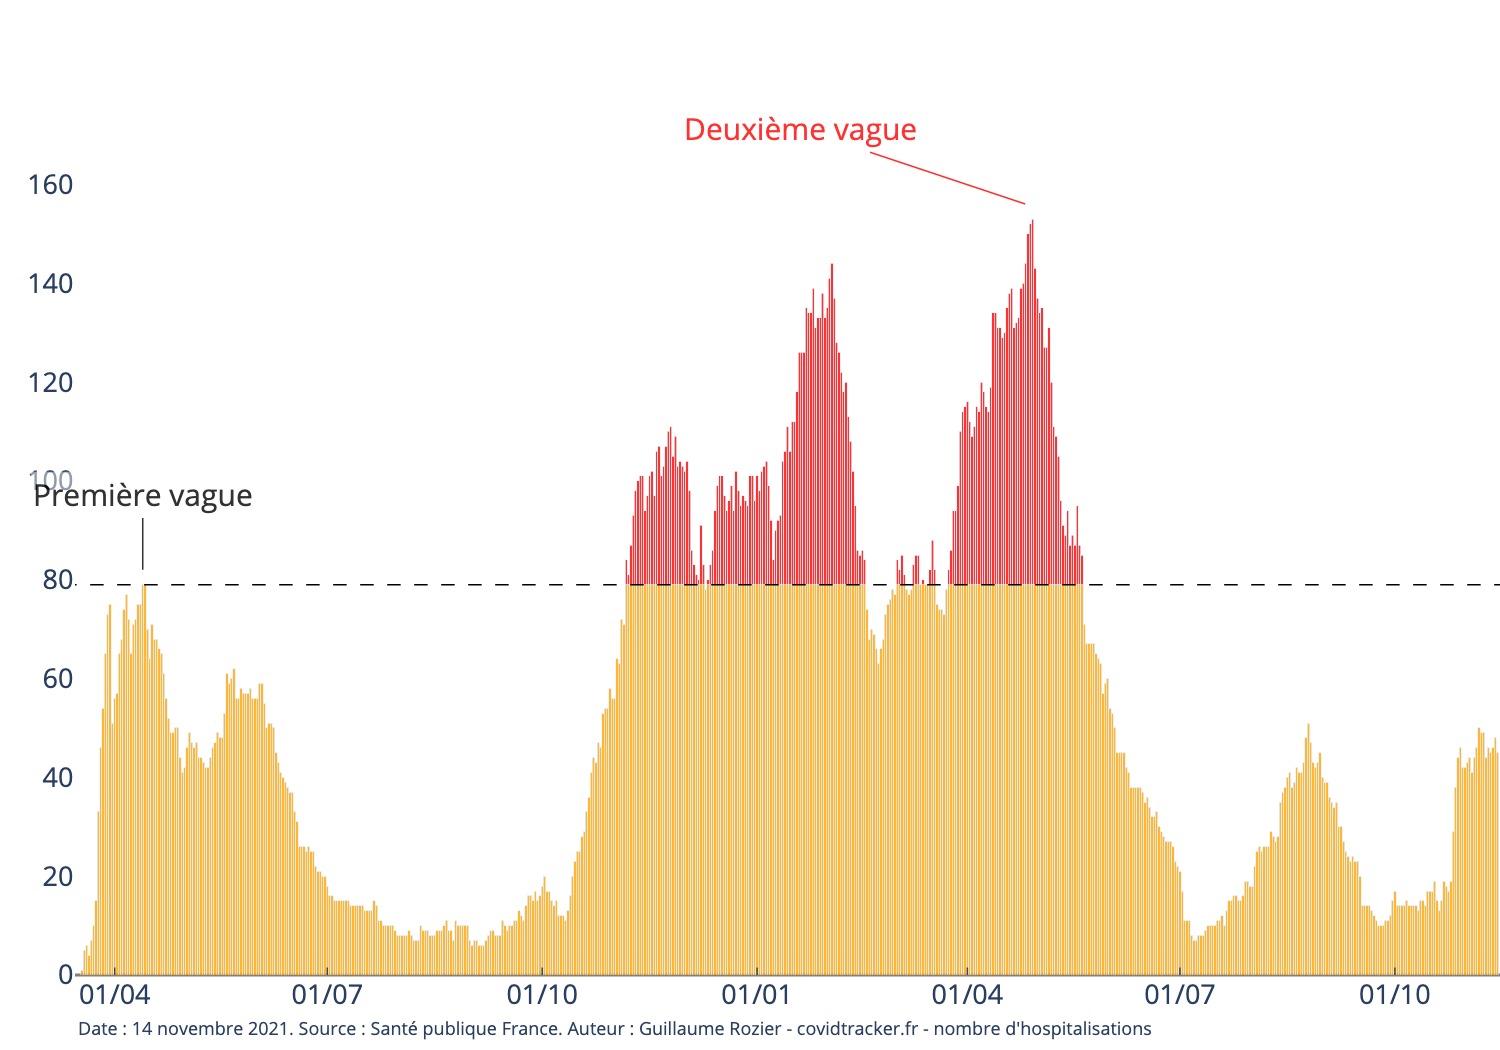 Deuxième vague
160
140
120
100
Première vague
80
60
40
20
0
01/04 01/07 01/10 01/01 01/04 01/07 01/10
Date : 14 novembre 2021. Source : Santé publique France. Auteur : Guillaume Rozier - covidtracker.fr - nombre d'hospitalisations